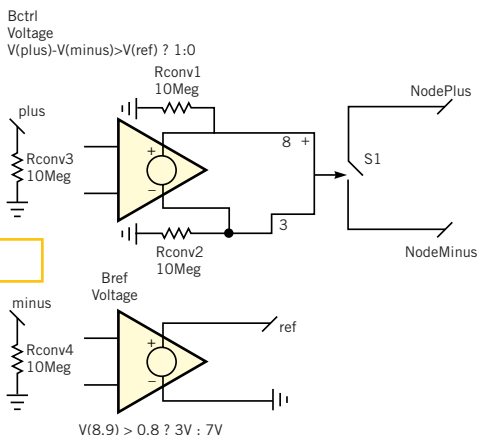 Bctrl
Voltage
V(plus)-V(minus)>V(ref) ? 1:0
Rconv1
10Meg
NodePlus
plus
+
8 +
S1
Rconv3
10Meg
−
3
Rconv2
10Meg
NodeMinus
Bref
Voltage
minus
+
ref
Rconv4
10Meg
−
V(8,9) > 0.8 ? 3V : 7V